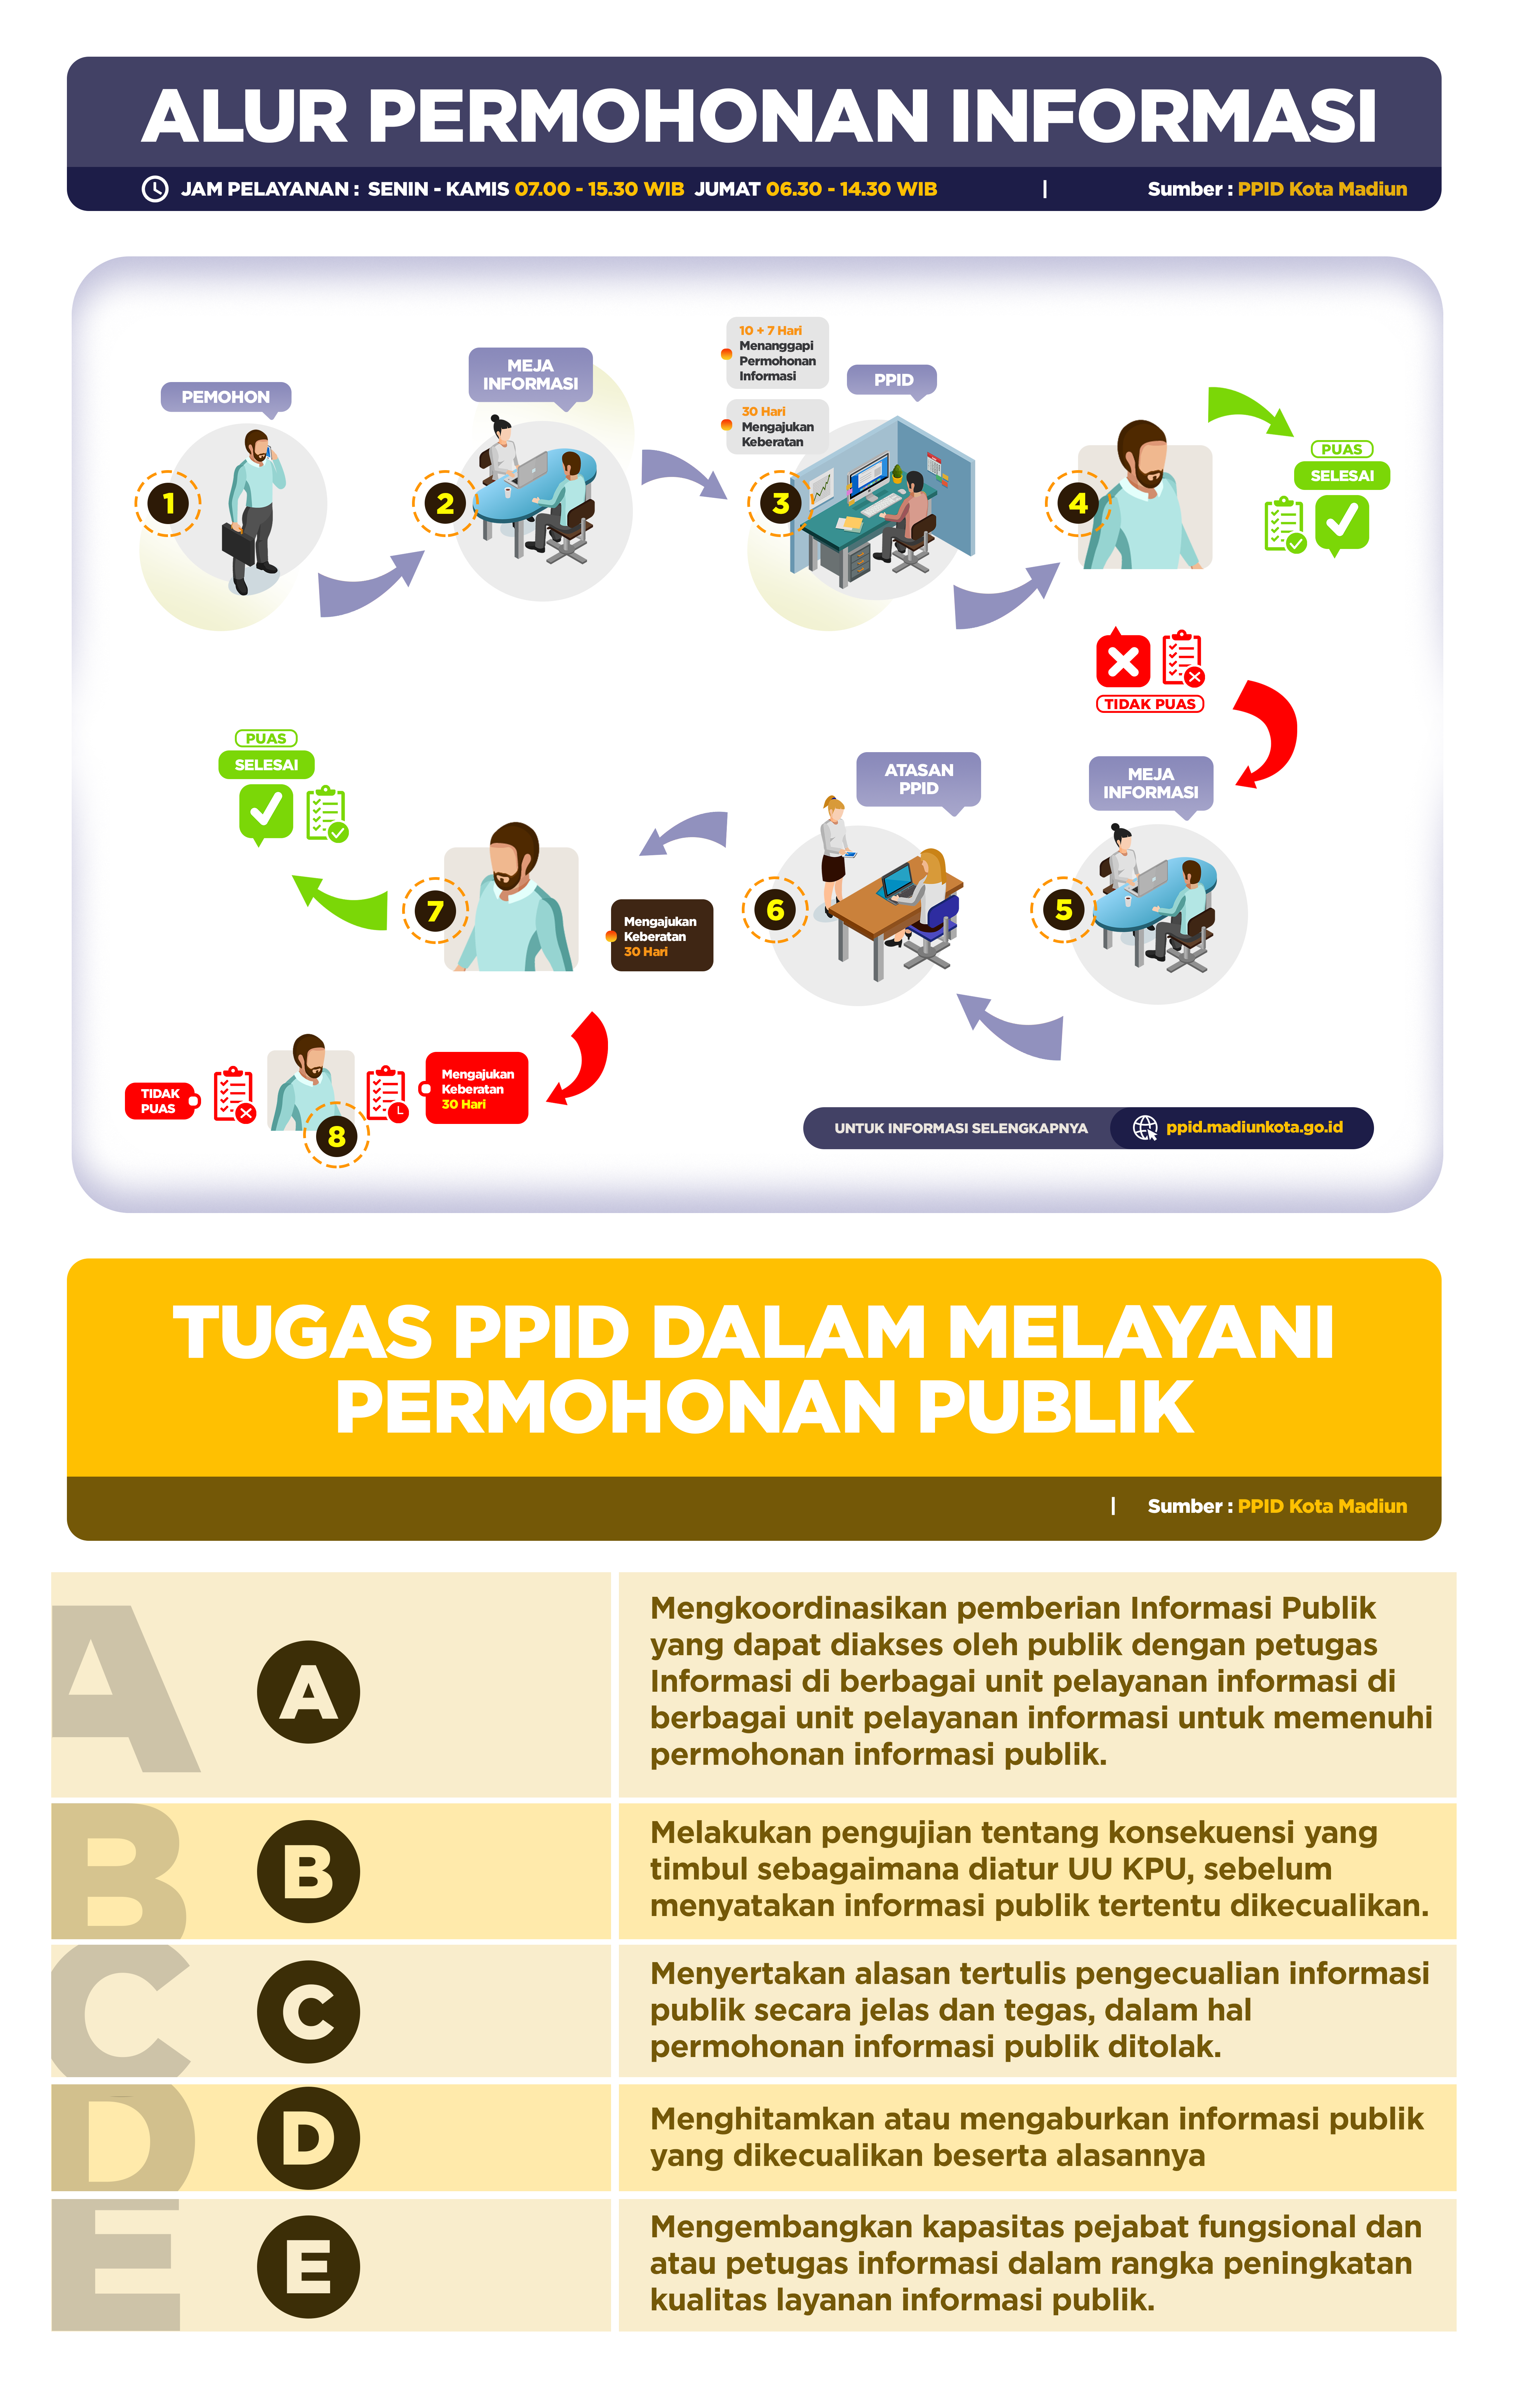 ALUR PERMOHONAN INFORMASI
JAM PELAYANAN : SENIN - KAMIS 07.00 - 15.30 WIB JUMAT 06.30 - 14.30 WIB | Sumber : PPID Kota Madiun
PEMOHON
1
MEJA
INFORMASI
2
10 + 7 Hari
Menanggapi
Permohonan
Informasi
30 Hari
Mengajukan
Keberatan
PPID
3
4
PUAS
SELESAI
TIDAK PUAS
MEJA
INFORMASI
5
ATASAN
PPID
6
Mengajukan
Keberatan
30 Hari
7
PUAS
SELESAI
Mengajukan
Keberatan
30 Hari
8
TIDAK
PUAS
UNTUK INFORMASI SELENGKAPNYA ppid.madiunkota.go.id
TUGAS PPID DALAM MELAYANI
PERMOHONAN PUBLIK
| Sumber : PPID Kota Madiun
A
A
Mengkoordinasikan pemberian Informasi Publik
yang dapat diakses oleh publik dengan petugas
Informasi di berbagai unit pelayanan informasi di
berbagai unit pelayanan informasi untuk memenuhi
permohonan informasi publik.
B
B
Melakukan pengujian tentang konsekuensi yang
timbul sebagaimana diatur UU KPU, sebelum
menyatakan informasi publik tertentu dikecualikan.
C
C
Menyertakan alasan tertulis pengecualian informasi
publik secara jelas dan tegas, dalam hal
permohonan informasi publik ditolak.
D
D
Menghitamkan atau mengaburkan informasi publik
yang dikecualikan beserta alasannya
E
E
Mengembangkan kapasitas pejabat fungsional dan
atau petugas informasi dalam rangka peningkatan
kualitas layanan informasi publik.